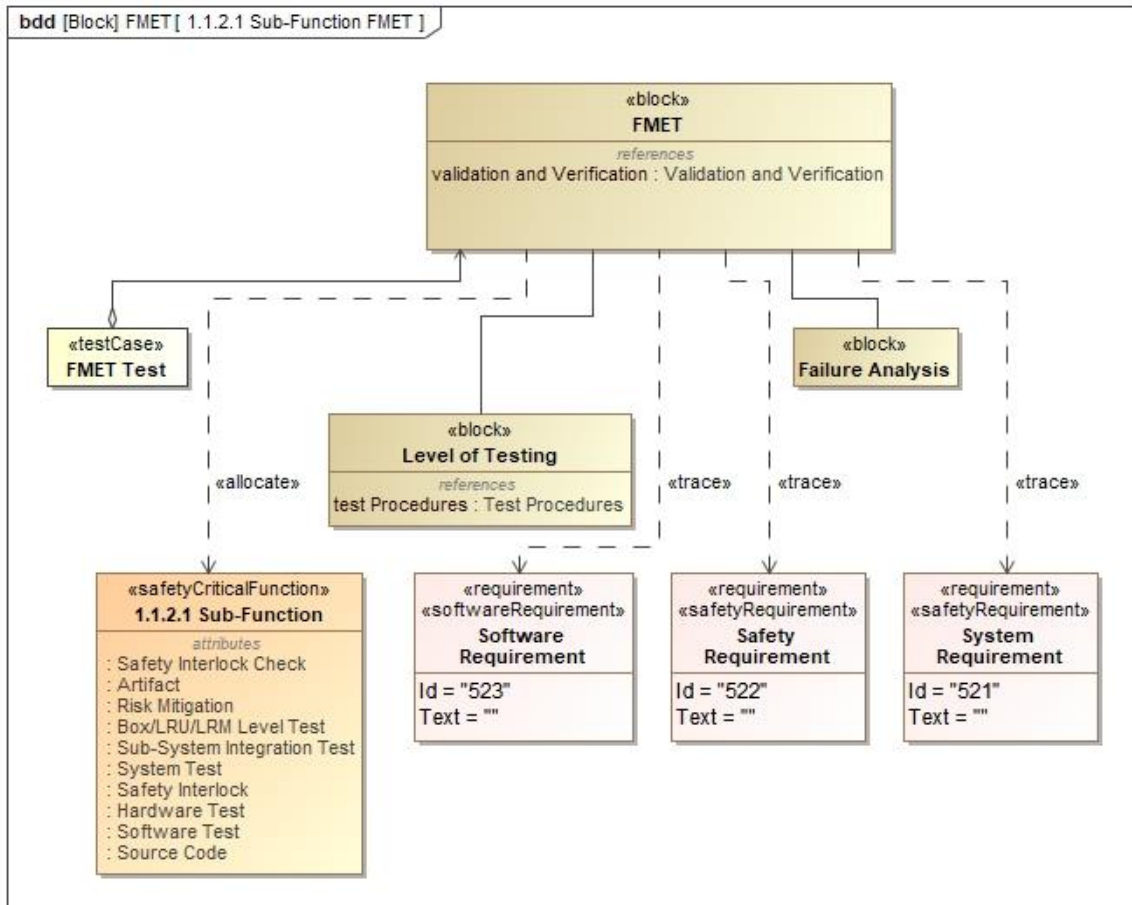 bdd [Block] FMET [ 1.1.2.1 Sub-Function FMET ]
«block»
FMET
references
validation and Verification : Validation and Verification
«testCase»
FMET Test
«block»
Failure Analysis
«block»
Level of Testing
references
test Procedures : Test Procedures
«allocate»
«trace»
«trace»
«trace»
«safetyCriticalFunction»
1.1.2.1 Sub-Function
attributes
: Safety Interlock Check
: Artifact
: Risk Mitigation
: Box/LRU/LRM Level Test
: Sub-System Integration Test
: System Test
: Safety Interlock
: Hardware Test
: Software Test
: Source Code
«requirement»
«softwareRequirement»
Software
Requirement
Id = "523"
Text = ""
«requirement»
«safetyRequirement»
Safety
Requirement
Id = "522"
Text = ""
«requirement»
«safetyRequirement»
System
Requirement
Id = "521"
Text = ""